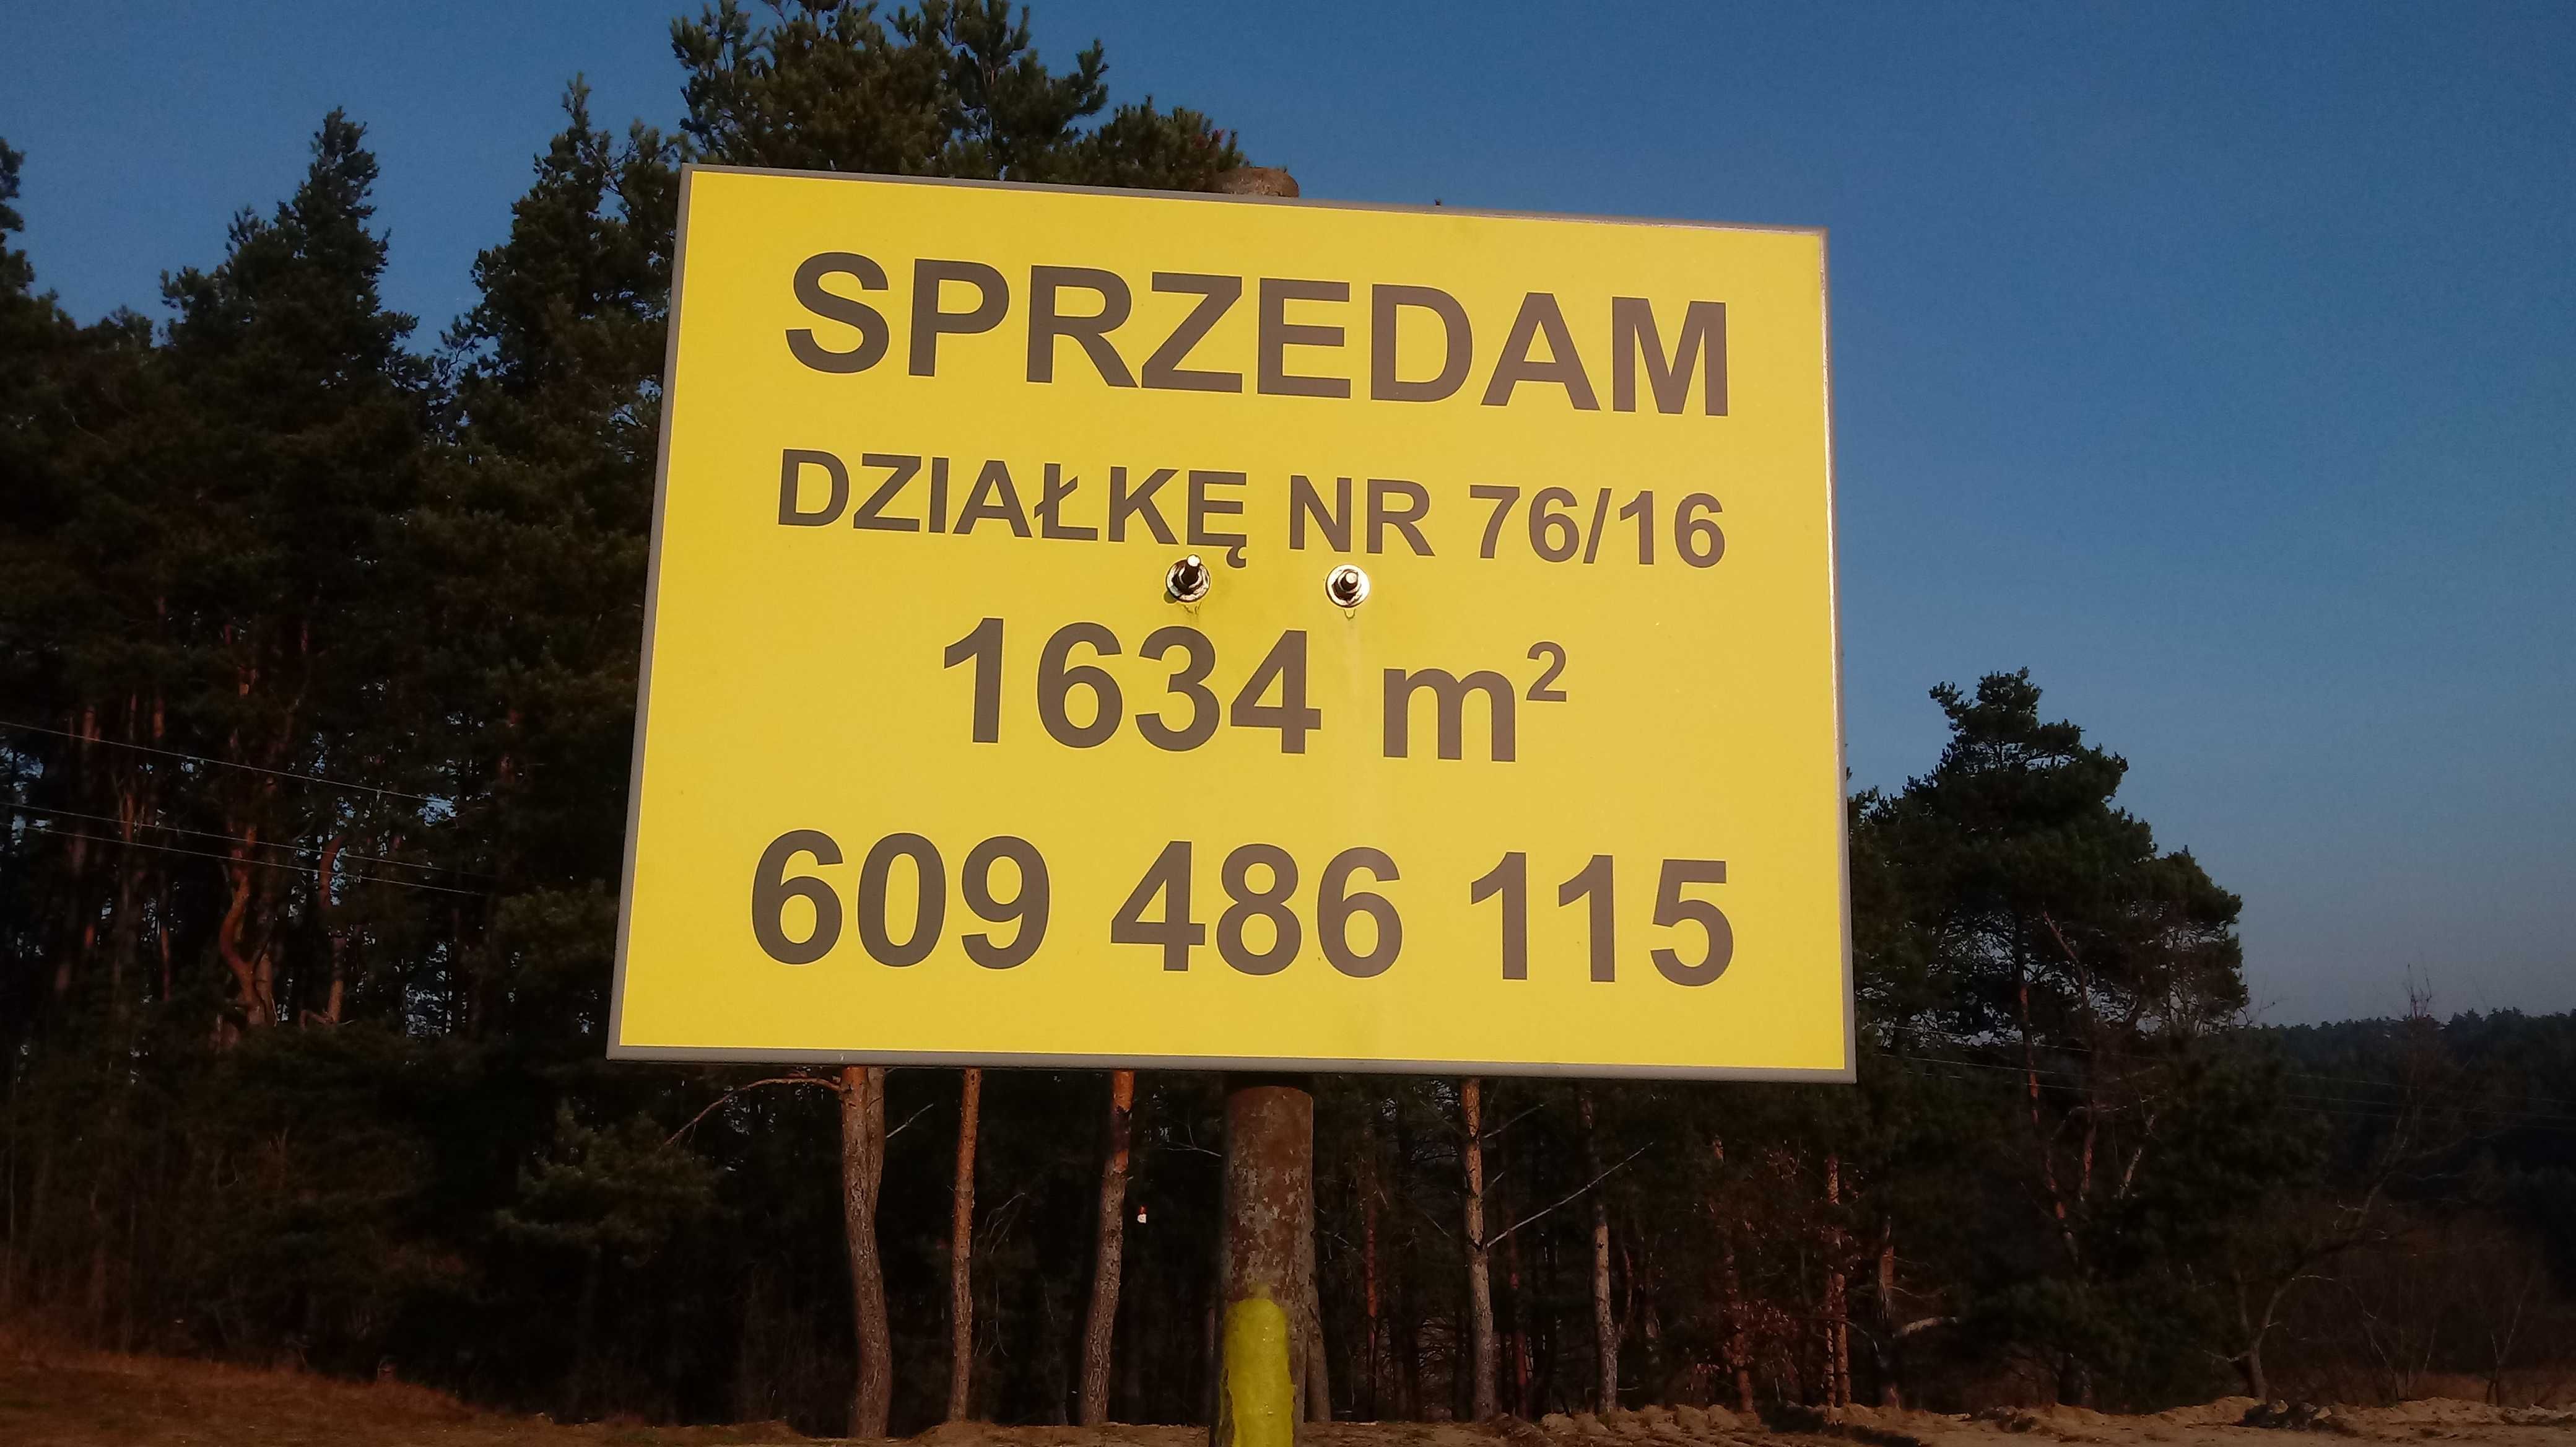 SPRZEDAM
DZIAŁKĘ NR 76/16
1634 m²
609 486 115